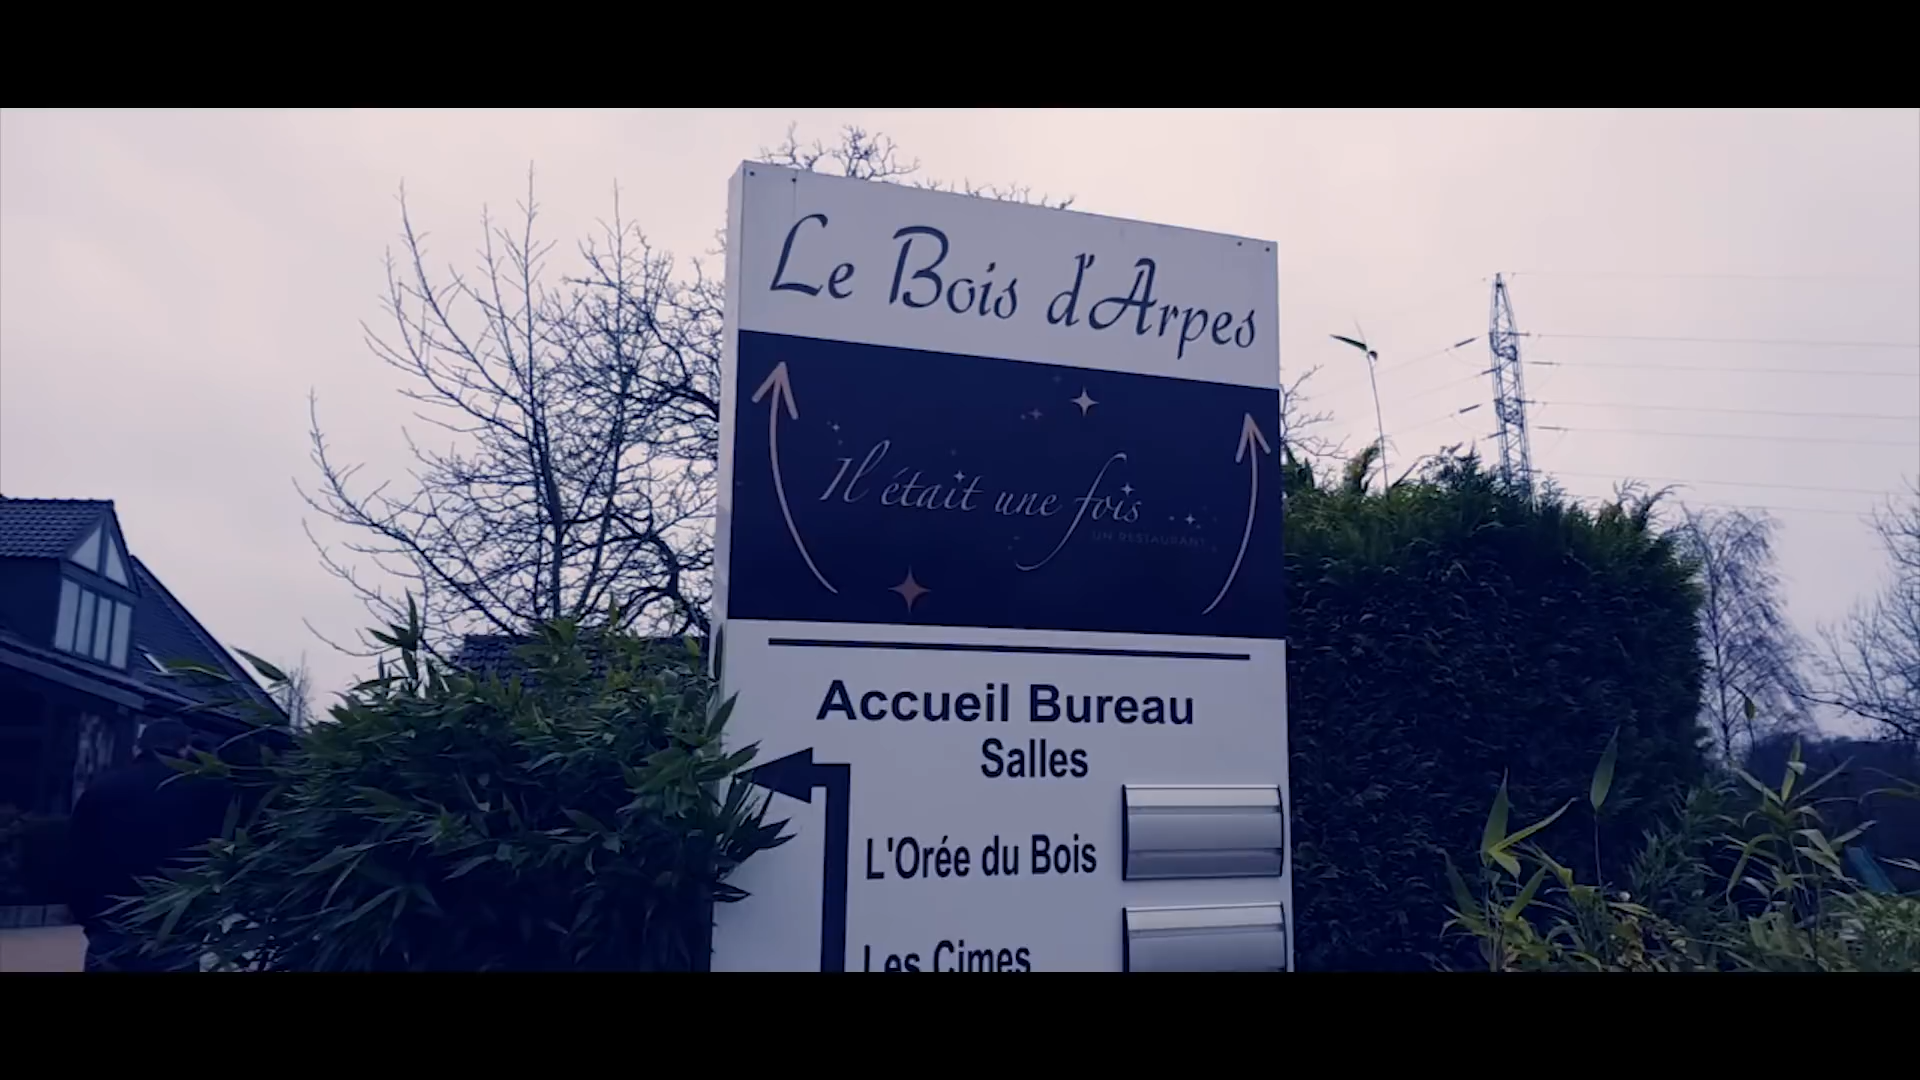 Le Bois d'Arpes
Il était une fois
UN RESTAURANT
Accueil Bureau
Salles
L'Orée du Bois
Les Cimes